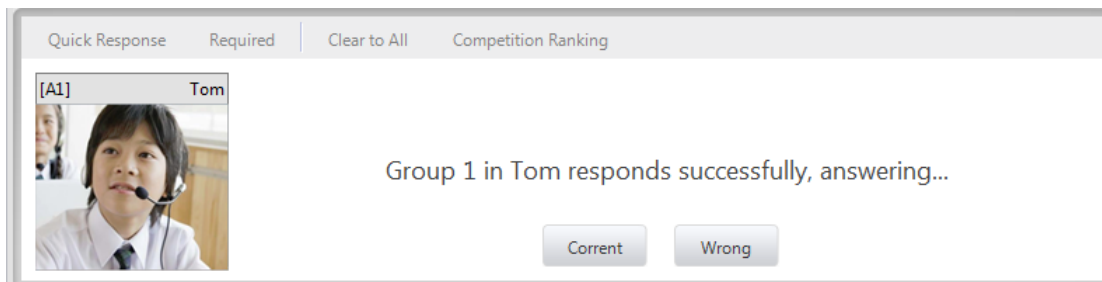 Quick Response Required Clear to All Competition Ranking
[A1] Tom
Group 1 in Tom responds successfully, answering...
Corrent Wrong